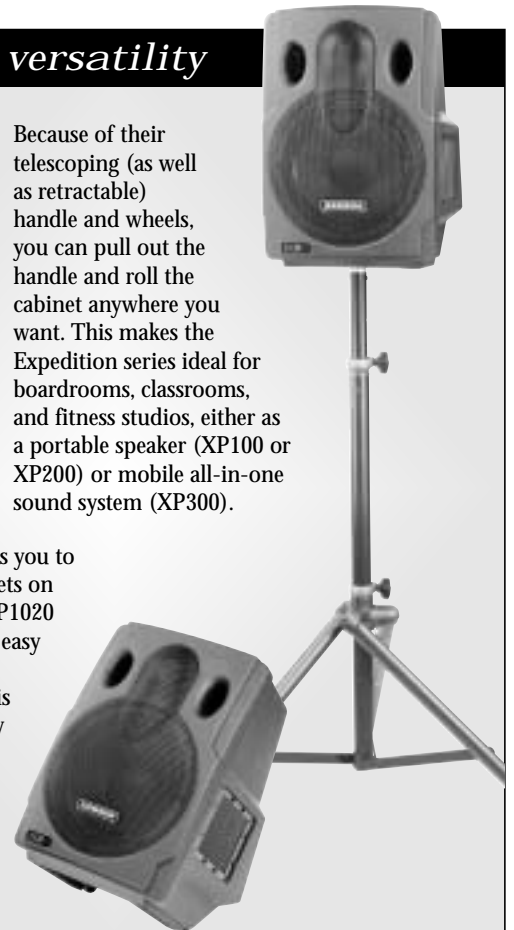 versatility
Because of their
telescoping (as well
as retractable)
handle and wheels,
you can pull out the
handle and roll the
cabinet anywhere you
want. This makes the
Expedition series ideal for
boardrooms, classrooms,
and fitness studios, either as
a portable speaker (XP100 or
XP200) or mobile all-in-one
sound system (XP300).
s you to
ets on
P1020
easy
is